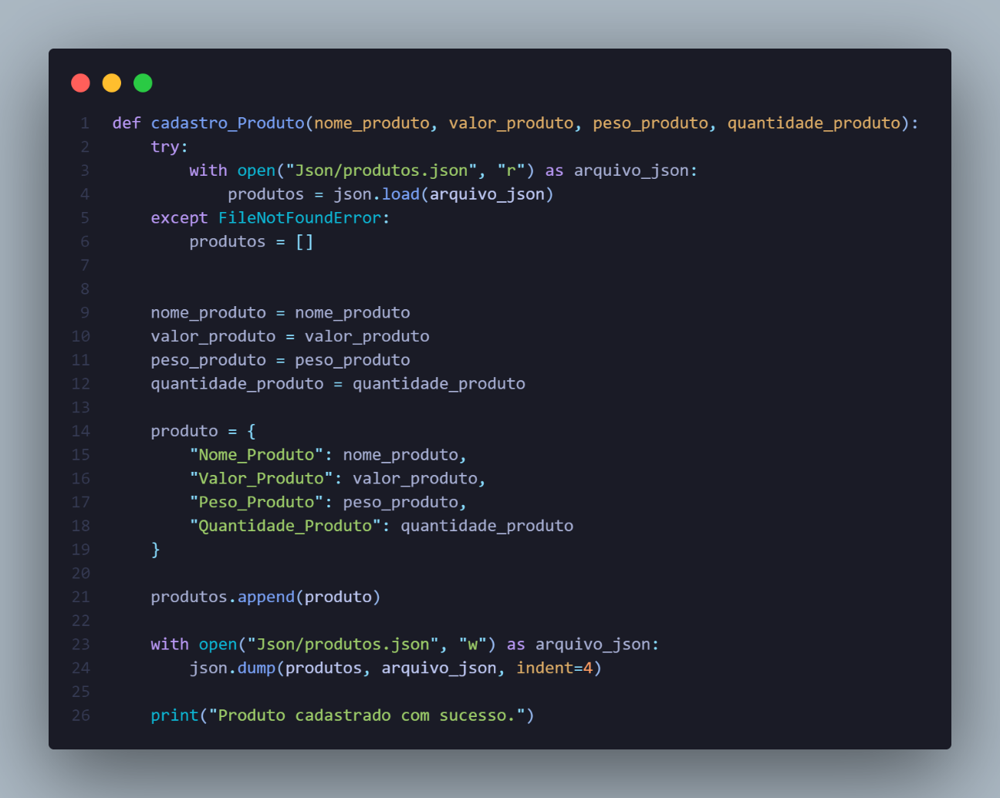 1 def cadastro_Produto(nome_produto, valor_produto, peso_produto, quantidade_produto):
2     try:
3         with open("Json/produtos.json", "r") as arquivo_json:
4             produtos = json.load(arquivo_json)
5     except FileNotFoundError:
6         produtos = []
7
8
9     nome_produto = nome_produto
10     valor_produto = valor_produto
11     peso_produto = peso_produto
12     quantidade_produto = quantidade_produto
13
14     produto = {
15         "Nome_Produto": nome_produto,
16         "Valor_Produto": valor_produto,
17         "Peso_Produto": peso_produto,
18         "Quantidade_Produto": quantidade_produto
19     }
20
21     produtos.append(produto)
22
23     with open("Json/produtos.json", "w") as arquivo_json:
24         json.dump(produtos, arquivo_json, indent=4)
25
26     print("Produto cadastrado com sucesso.")